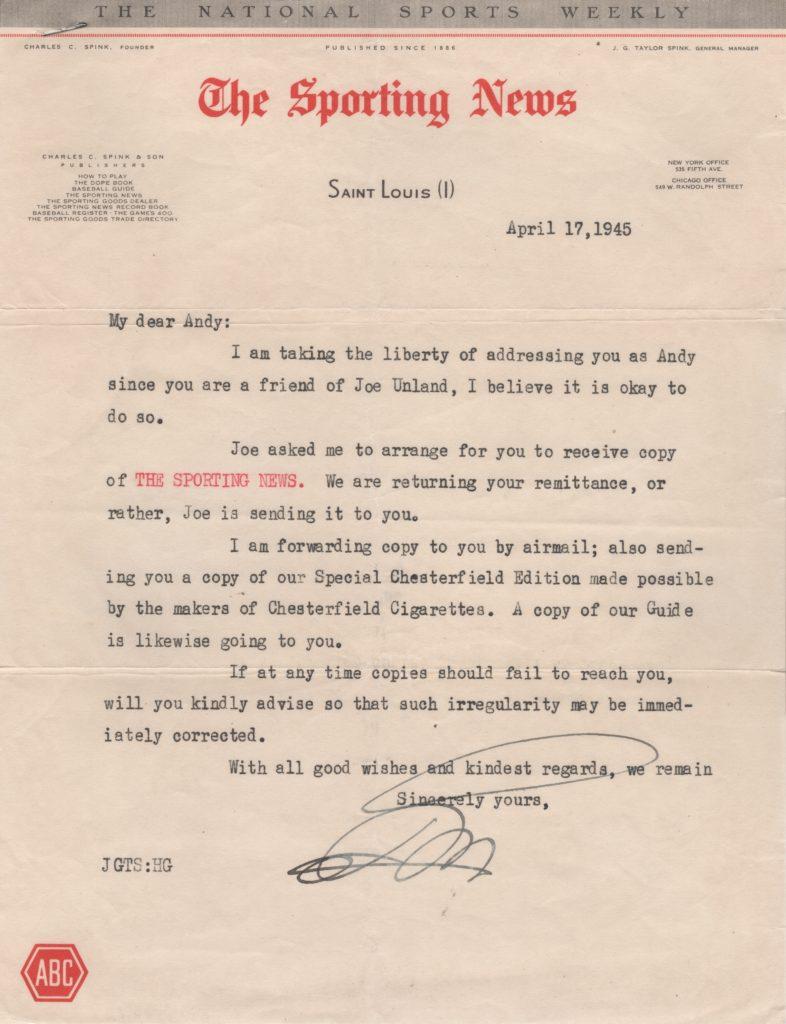 THE NATIONAL SPORTS WEEKLY
CHARLES C. SPINK, FOUNDER
PUBLISHED SINCE 1886
J. G. TAYLOR SPINK, GENERAL MANAGER
The Sporting News
CHARLES C. SPINK & SON
PUBLISHERS
HOW TO PLAY
THE DOPE BOOK
BASEBALL GUIDE
THE SPORTING NEWS
THE SPORTING GOODS DEALER
THE SPORTING NEWS RECORD BOOK
BASEBALL REGISTER - THE GAMES 400
THE SPORTING GOODS TRADE DIRECTORY
SAINT LOUIS (1)
NEW YORK OFFICE
535 FIFTH AVE.
CHICAGO OFFICE
549 W. RANDOLPH STREET
April 17,1945
My dear Andy:
I am taking the liberty of addressing you as Andy
since you are a friend of Joe Unland, I believe it is okay to
do so.
Joe asked me to arrange for you to receive copy
of THE SPORTING NEWS. We are returning your remittance, or
rather, Joe is sending it to you.
I am forwarding copy to you by airmail; also send-
ing you a copy of our Special Chesterfield Edition made possible
by the makers of Chesterfield Cigarettes. A copy of our Guide
is likewise going to you.
If at any time copies should fail to reach you,
will you kindly advise so that such irregularity may be immed-
iately corrected.
With all good wishes and kindest regards, we remain
Sincerely yours,
JGTS:HG
ABC